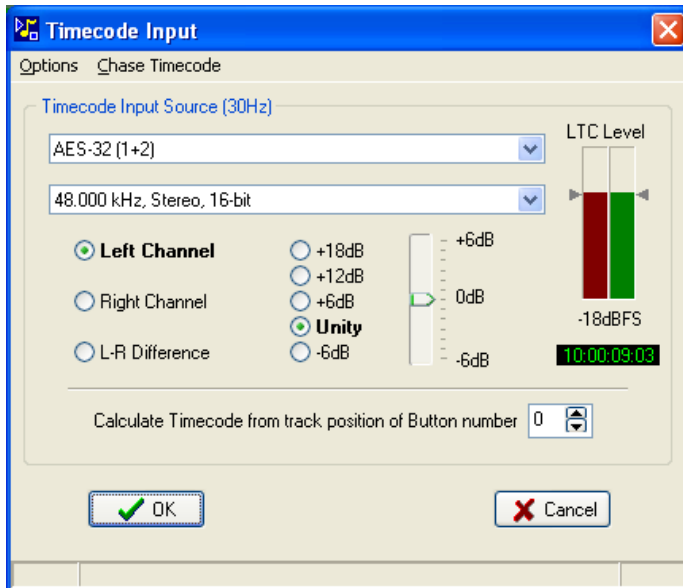 Timecode Input
Options Chase Timecode
Timecode Input Source (30Hz)
AES-32 (1+2)
LTC Level
48.000 kHz, Stereo, 16-bit
Left Channel
Right Channel
L-R Difference
+18dB
+12dB
+6dB
Unity
-6dB
+6dB
0dB
-6dB
-18dBFS
10:00:09:03
Calculate Timecode from track position of Button number 0
OK
Cancel